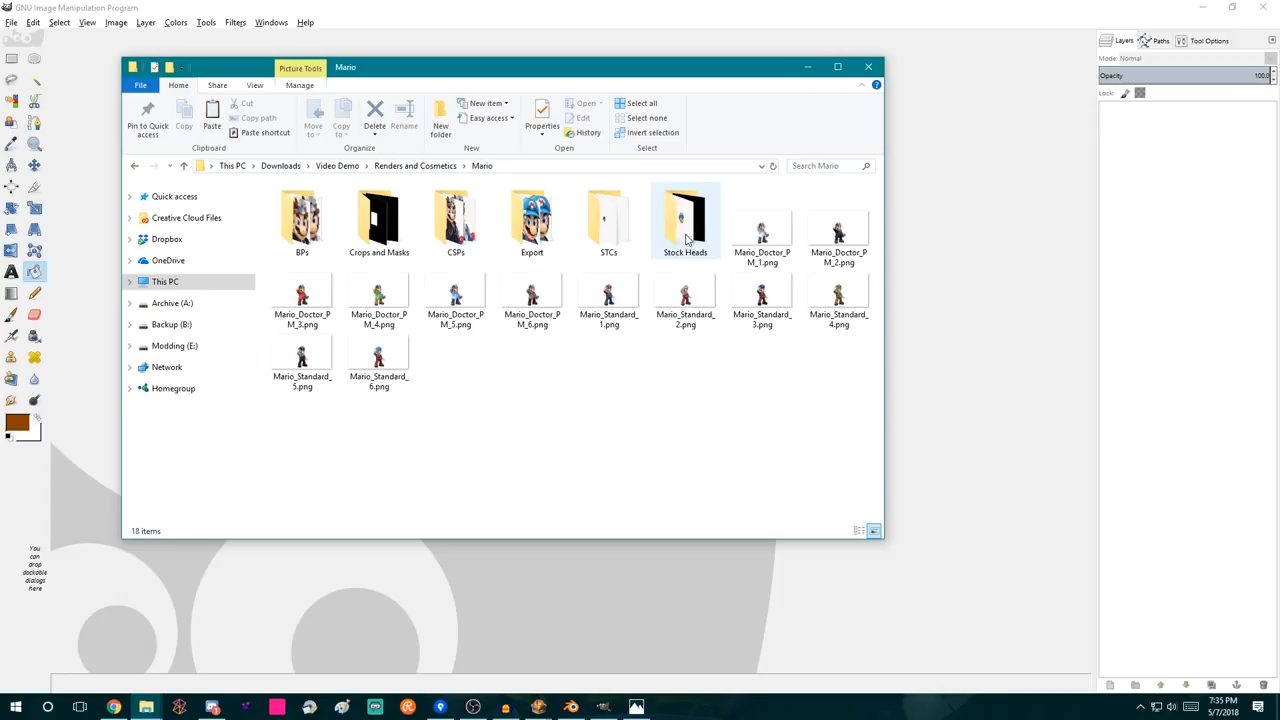 GNU Image Manipulation Program
File Edit Select View Image Layer Colors Tools Filters Windows Help
Layers Paths Tool Options
Mode: Normal
Opacity 100.0
Lock:
Picture Tools Mario
File Home Share View Manage
Pin to Quick access
Copy
Paste
Cut
Copy path
Paste shortcut
Clipboard
Move to
Copy to
Delete
Rename
Organize
New folder
New item
Easy access
New
Properties
Open
Edit
History
Open
Select all
Select none
Invert selection
Select
This PC Downloads Video Demo Renders and Cosmetics Mario
Search Mario
Quick access
Creative Cloud Files
Dropbox
OneDrive
This PC
Archive (A:)
Backup (B:)
Modding (E:)
Network
Homegroup
BPs
Crops and Masks
CSPs
Export
STCs
Stock Heads
Mario_Doctor_P
M_1.png
Mario_Doctor_P
M_2.png
Mario_Doctor_P
M_3.png
Mario_Doctor_P
M_4.png
Mario_Doctor_P
M_5.png
Mario_Doctor_P
M_6.png
Mario_Standard_
1.png
Mario_Standard_
2.png
Mario_Standard_
3.png
Mario_Standard_
4.png
Mario_Standard_
5.png
Mario_Standard_
6.png
18 items
You
can
drop
dockable
dialogs
here
7:35 PM
5/7/2018